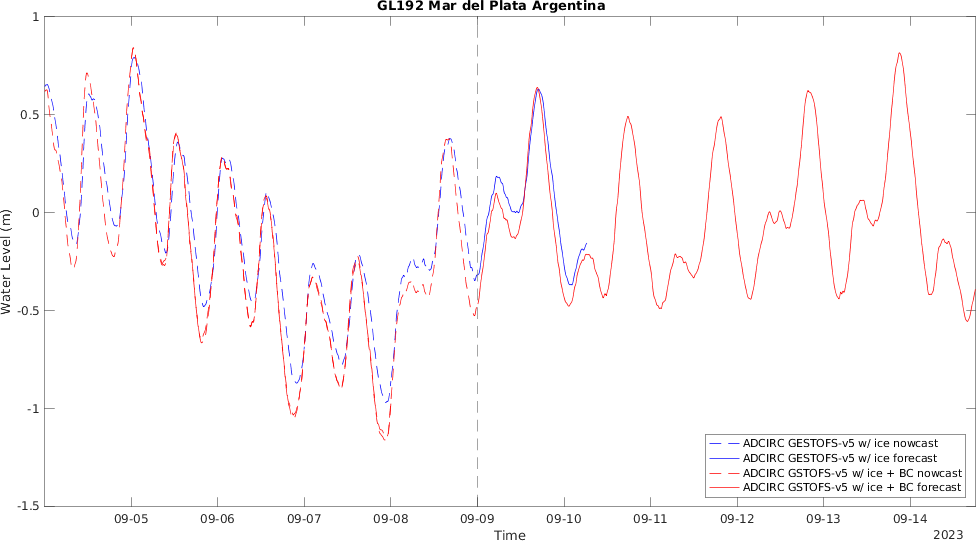 GL192 Mar del Plata Argentina
1
0.5
0
-0.5
-1
-1.5
Water Level (m)
09-05 09-06 09-07 09-08 09-09 09-10 09-11 09-12 09-13 09-14
Time
2023
ADCIRC GESTOFS-v5 w/ ice nowcast
ADCIRC GESTOFS-v5 w/ ice forecast
ADCIRC GSTOFS-v5 w/ ice + BC nowcast
ADCIRC GSTOFS-v5 w/ ice + BC forecast